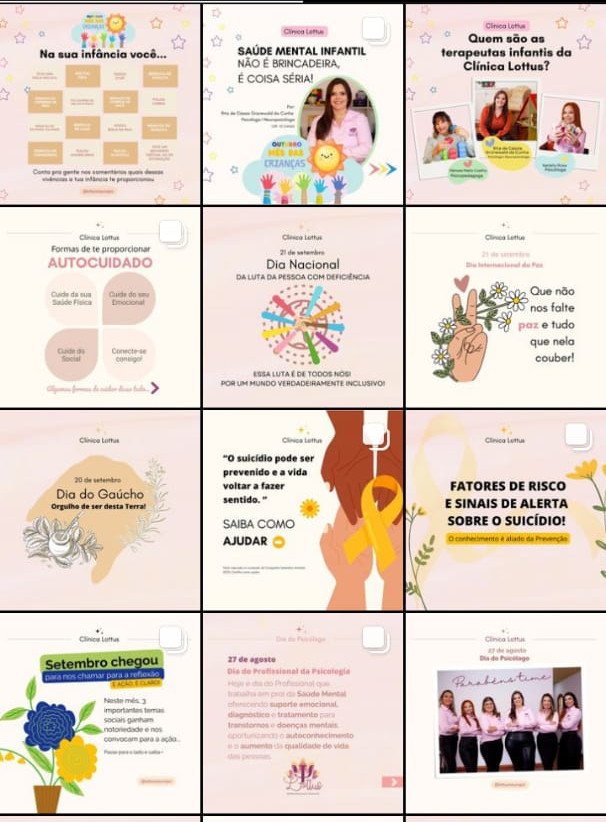 Na sua infância você...
Conta pra gente nos comentários quais dessas
vivências a tua infância te proporcionou
Clínica Lottus
SAÚDE MENTAL INFANTIL
NÃO É BRINCADEIRA,
É COISA SÉRIA!
Por:
OUTUBRO
MÊS DAS
CRIANÇAS
Clínica Lottus
Quem são as
terapeutas infantis da
Clínica Lottus?
Clínica Lottus
Formas de te proporcionar
AUTOCUIDADO
Cuide da sua
Saúde Física
Cuide do seu
Emocional
Cuide do
Social
Conecte-se
consigo!
Algumas formas de cuidar disso tudo...
Clínica Lottus
21 de setembro
Dia Nacional
DA LUTA DA PESSOA COM DEFICIÊNCIA
ESSA LUTA É DE TODOS NÓS!
POR UM MUNDO VERDADEIRAMENTE INCLUSIVO!
Clínica Lottus
21 de setembro
Dia Internacional da Paz
Que não
nos falte
paz e tudo
que nela
couber!
Clínica Lottus
20 de setembro
Dia do Gaúcho
Orgulho de ser desta Terra!
Clínica Lottus
"O suicídio pode ser
prevenido e a vida
voltar a fazer
sentido. "
SAIBA COMO
AJUDAR
Clínica Lottus
FATORES DE RISCO
E SINAIS DE ALERTA
SOBRE O SUICÍDIO!
O conhecimento é aliado da Prevenção
Clínica Lottus
Setembro chegou
para nos chamar para a reflexão
E AÇÃO, É CLARO!
Neste mês, 3
importantes temas
sociais ganham
notoriedade e nos
convocam para a ação...
Passe para o lado e saiba +
Dia do Psicólogo
27 de agosto
Dia do Profissional da Psicologia
Hoje é dia do Profissional que
trabalha em prol da Saúde Mental
oferecendo suporte emocional,
diagnóstico e tratamento para
transtornos e doenças mentais,
oportunizando o autoconhecimento
e o aumento da qualidade de vida
das pessoas.
Lottus
Clínica Lottus
27 de agosto
Dia do Psicólogo
Parabéns time